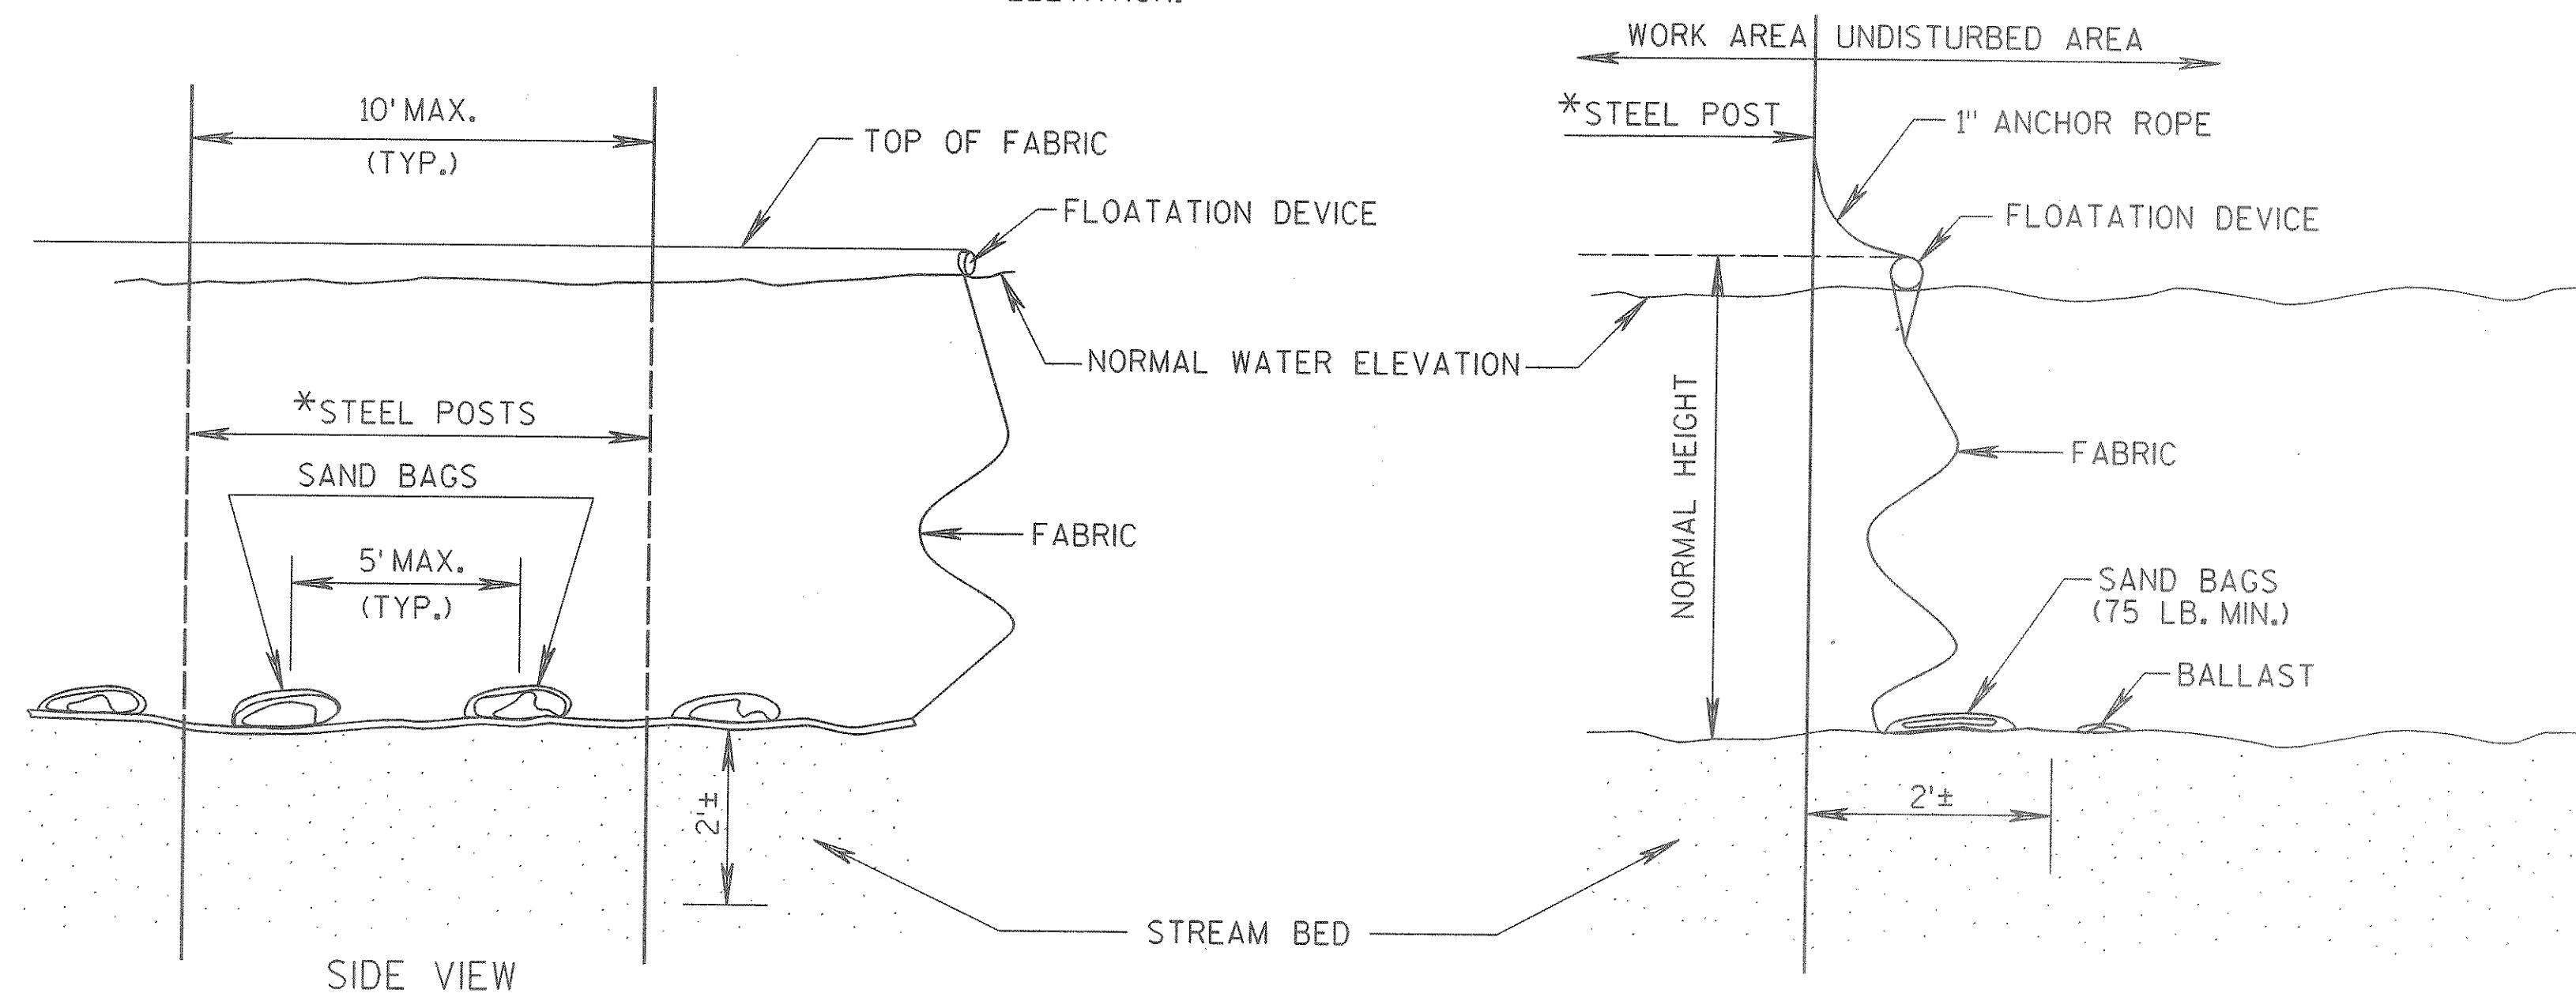 WORK AREA UNDISTURBED AREA
10' MAX.
(TYP.)
*STEEL POST
1" ANCHOR ROPE
TOP OF FABRIC
FLOATATION DEVICE
FLOATATION DEVICE
NORMAL WATER ELEVATION
*STEEL POSTS
SAND BAGS
NORMAL HEIGHT
FABRIC
FABRIC
5' MAX.
(TYP.)
SAND BAGS
(75 LB. MIN.)
BALLAST
2'±
2'±
STREAM BED
SIDE VIEW